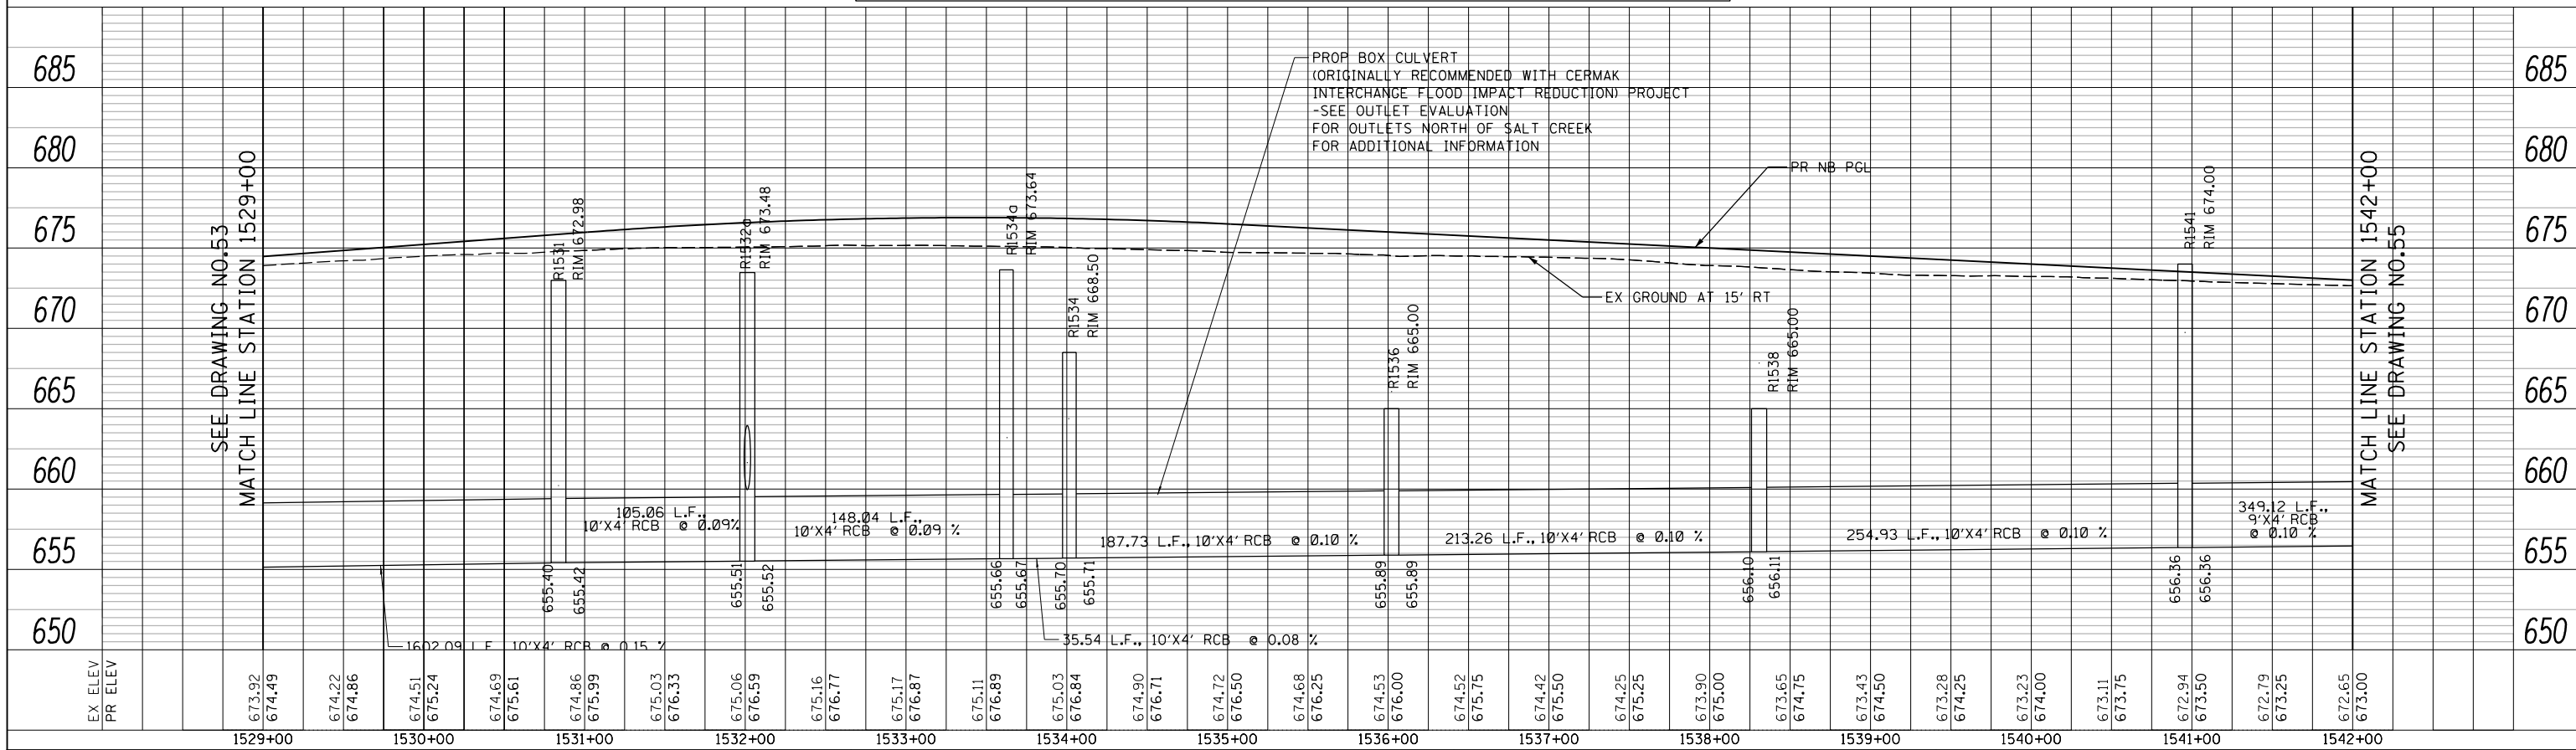 PROP BOX CULVERT
(ORIGINALLY RECOMMENDED WITH CERMAK
INTERCHANGE FLOOD IMPACT REDUCTION) PROJECT
-SEE OUTLET EVALUATION
FOR OUTLETS NORTH OF SALT CREEK
FOR ADDITIONAL INFORMATION
685
685
680
680
675
675
670
670
665
665
660
660
655
655
650
650
SEE DRAWING NO.53
MATCH LINE STATION 1529+00
R1531
RIM 672.98
R1532a
RIM 673.48
R1534a
RIM 673.64
R1534
RIM 668.50
R1536
RIM 665.00
R1538
RIM 665.00
R1541
RIM 674.00
MATCH LINE STATION 1542+00
SEE DRAWING NO.55
PR NB PGL
EX GROUND AT 15' RT
105.06 L.F.,
10'X4' RCB @ 0.09%
148.04 L.F.,
10'X4' RCB @ 0.09 %
187.73 L.F., 10'X4' RCB @ 0.10 %
213.26 L.F., 10'X4' RCB @ 0.10 %
254.93 L.F., 10'X4' RCB @ 0.10 %
349.12 L.F.,
9'X4' RCB
@ 0.10 %
655.40
655.42
655.51
655.52
655.66
655.67
655.70
655.71
655.89
655.89
656.10
656.11
656.36
656.36
1602.09 L.F., 10'X4' RCB @ 0.15 %
35.54 L.F., 10'X4' RCB @ 0.08 %
EX ELEV
PR ELEV
673.92
674.49
674.22
674.86
674.51
675.24
674.69
675.61
674.86
675.99
675.03
676.33
675.06
676.59
675.16
676.77
675.17
676.87
675.11
676.89
675.03
676.84
674.90
676.71
674.72
676.50
674.68
676.25
674.53
676.00
674.52
675.75
674.42
675.50
674.25
675.25
673.90
675.00
673.65
674.75
673.43
674.50
673.28
674.25
673.23
674.00
673.11
673.75
672.94
673.50
672.79
673.25
672.65
673.00
1529+00
1530+00
1531+00
1532+00
1533+00
1534+00
1535+00
1536+00
1537+00
1538+00
1539+00
1540+00
1541+00
1542+00